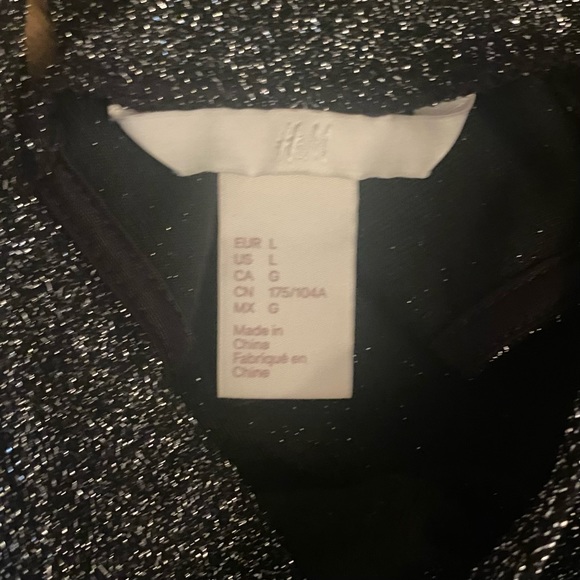 H&M
EUR L
US L
CA G
CN 175/104A
MX G
Made in
China
Fabriqué en
Chine